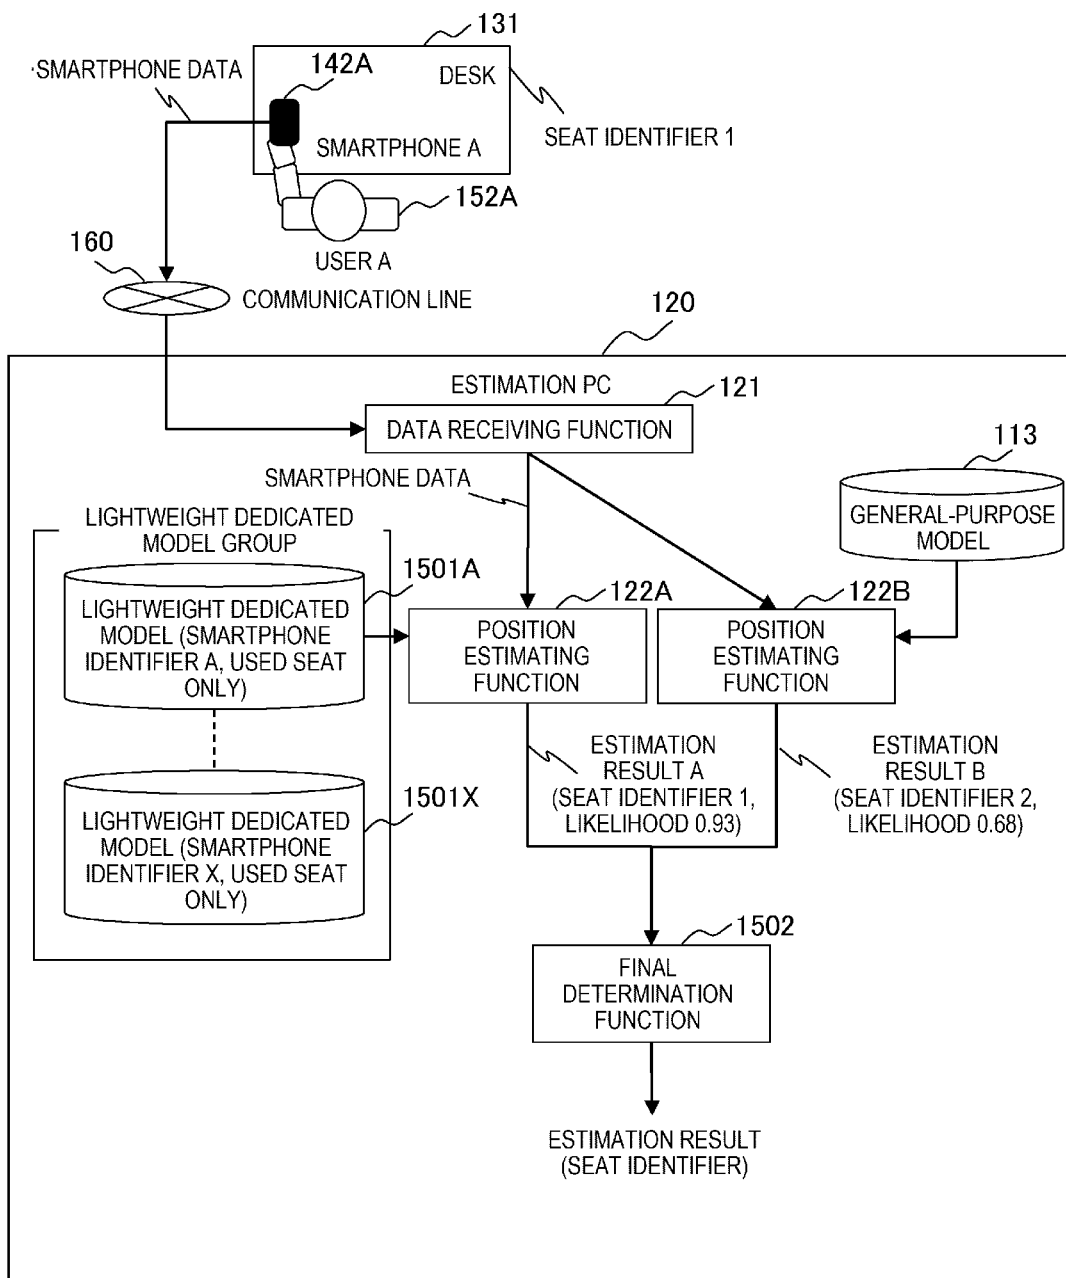 131
SMARTPHONE DATA
142A
DESK
SMARTPHONE A
SEAT IDENTIFIER 1
152A
USER A
160
COMMUNICATION LINE
120
ESTIMATION PC
121
DATA RECEIVING FUNCTION
SMARTPHONE DATA
113
GENERAL-PURPOSE
MODEL
LIGHTWEIGHT DEDICATED
MODEL GROUP
1501A
LIGHTWEIGHT DEDICATED
MODEL (SMARTPHONE
IDENTIFIER A, USED SEAT
ONLY)
122A
POSITION
ESTIMATING
FUNCTION
122B
POSITION
ESTIMATING
FUNCTION
ESTIMATION
RESULT A
(SEAT IDENTIFIER 1,
LIKELIHOOD 0.93)
ESTIMATION
RESULT B
(SEAT IDENTIFIER 2,
LIKELIHOOD 0.68)
1501X
LIGHTWEIGHT DEDICATED
MODEL (SMARTPHONE
IDENTIFIER X, USED SEAT
ONLY)
1502
FINAL
DETERMINATION
FUNCTION
ESTIMATION RESULT
(SEAT IDENTIFIER)